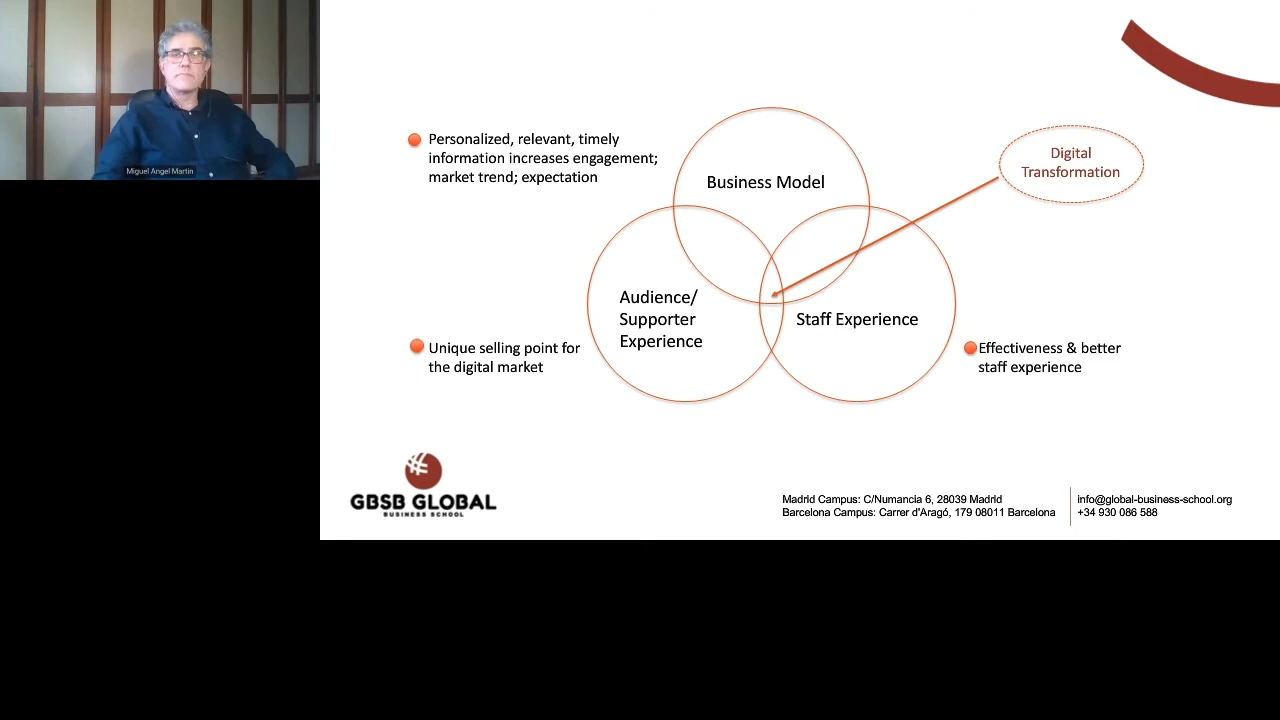 Miguel Angel Martin
Personalized, relevant, timely
information increases engagement;
market trend; expectation
Business Model
Digital
Transformation
Audience/
Supporter
Experience
Staff Experience
Unique selling point for
the digital market
Effectiveness & better
staff experience
GBSB GLOBAL
BUSINESS SCHOOL
Madrid Campus: C/Numancia 6, 28039 Madrid
Barcelona Campus: Carrer d'Aragó, 179 08011 Barcelona
info@global-business-school.org
+34 930 086 588